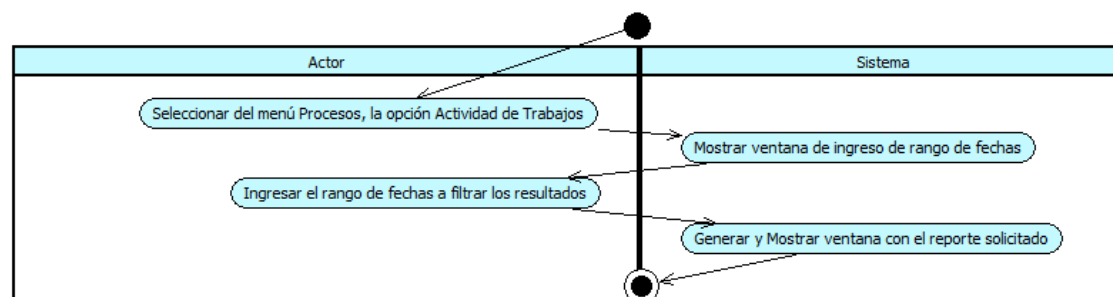 Actor
Sistema
Seleccionar del menú Procesos, la opción Actividad de Trabajos
Mostrar ventana de ingreso de rango de fechas
Ingresar el rango de fechas a filtrar los resultados
Generar y Mostrar ventana con el reporte solicitado